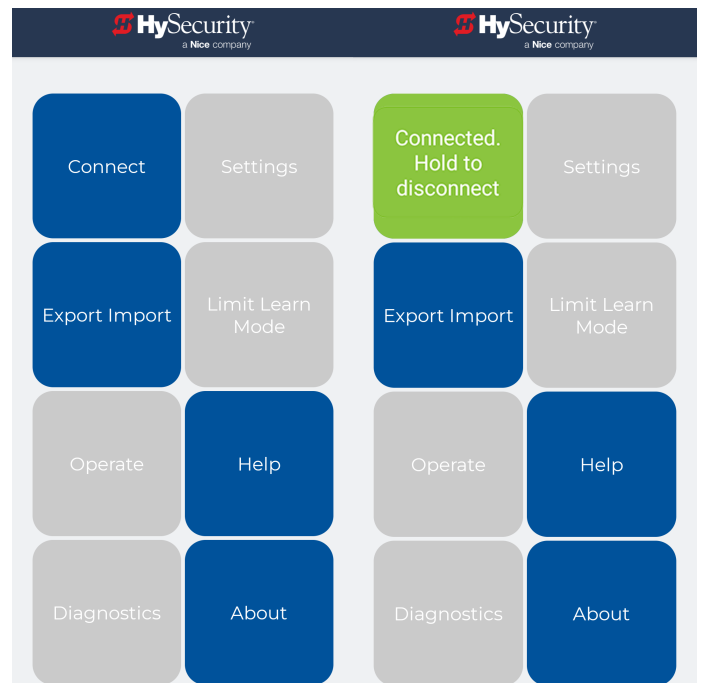 HySecurity
a Nice company
Connect
Settings
Export Import
Limit Learn
Mode
Operate
Help
Diagnostics
About
HySecurity
a Nice company
Connected.
Hold to
disconnect
Settings
Export Import
Limit Learn
Mode
Operate
Help
Diagnostics
About